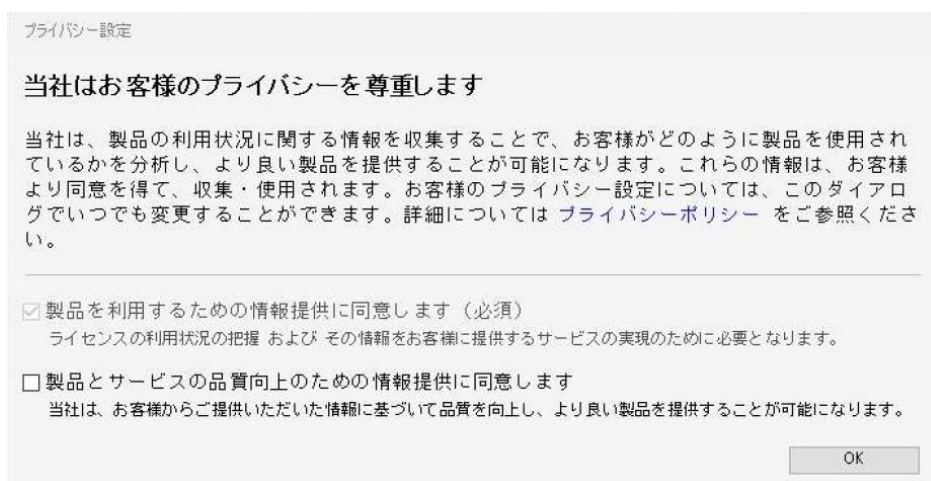 プライバシー設定
当社はお客様のプライバシーを尊重します
当社は、製品の利用状況に関する情報を収集することで、お客様がどのように製品を使用され
ているかを分析し、より良い製品を提供することが可能になります。これらの情報は、お客様
より同意を得て、収集・使用されます。お客様のプライバシー設定については、このダイアロ
グでいつでも変更することができます。詳細については プライバシーポリシー をご参照くださ
い。
製品を利用するための情報提供に同意します（必須）
ライセンスの利用状況の把握 および その情報をお客様に提供するサービスの実現のために必要となります。
製品とサービスの品質向上のための情報提供に同意します
当社は、お客様からご提供いただいた情報に基づいて品質を向上し、より良い製品を提供することが可能になります。
OK